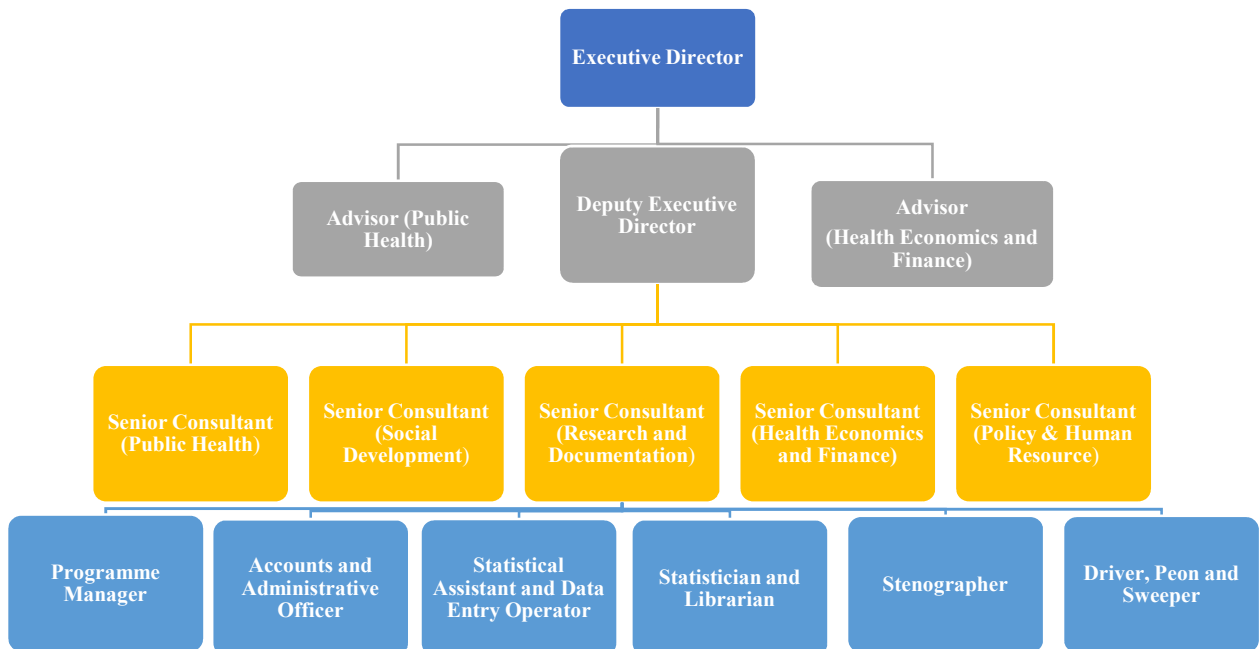 Executive Director
Advisor (Public
Health)
Deputy Executive
Director
Advisor
(Health Economics and
Finance)
Senior Consultant
(Public Health)
Senior Consultant
(Social
Development)
Senior Consultant
(Research and
Documentation)
Senior Consultant
(Health Economics
and Finance)
Senior Consultant
(Policy & Human
Resource)
Programme
Manager
Accounts and
Administrative
Officer
Statistical
Assistant and Data
Entry Operator
Statistician and
Librarian
Stenographer
Driver, Peon and
Sweeper